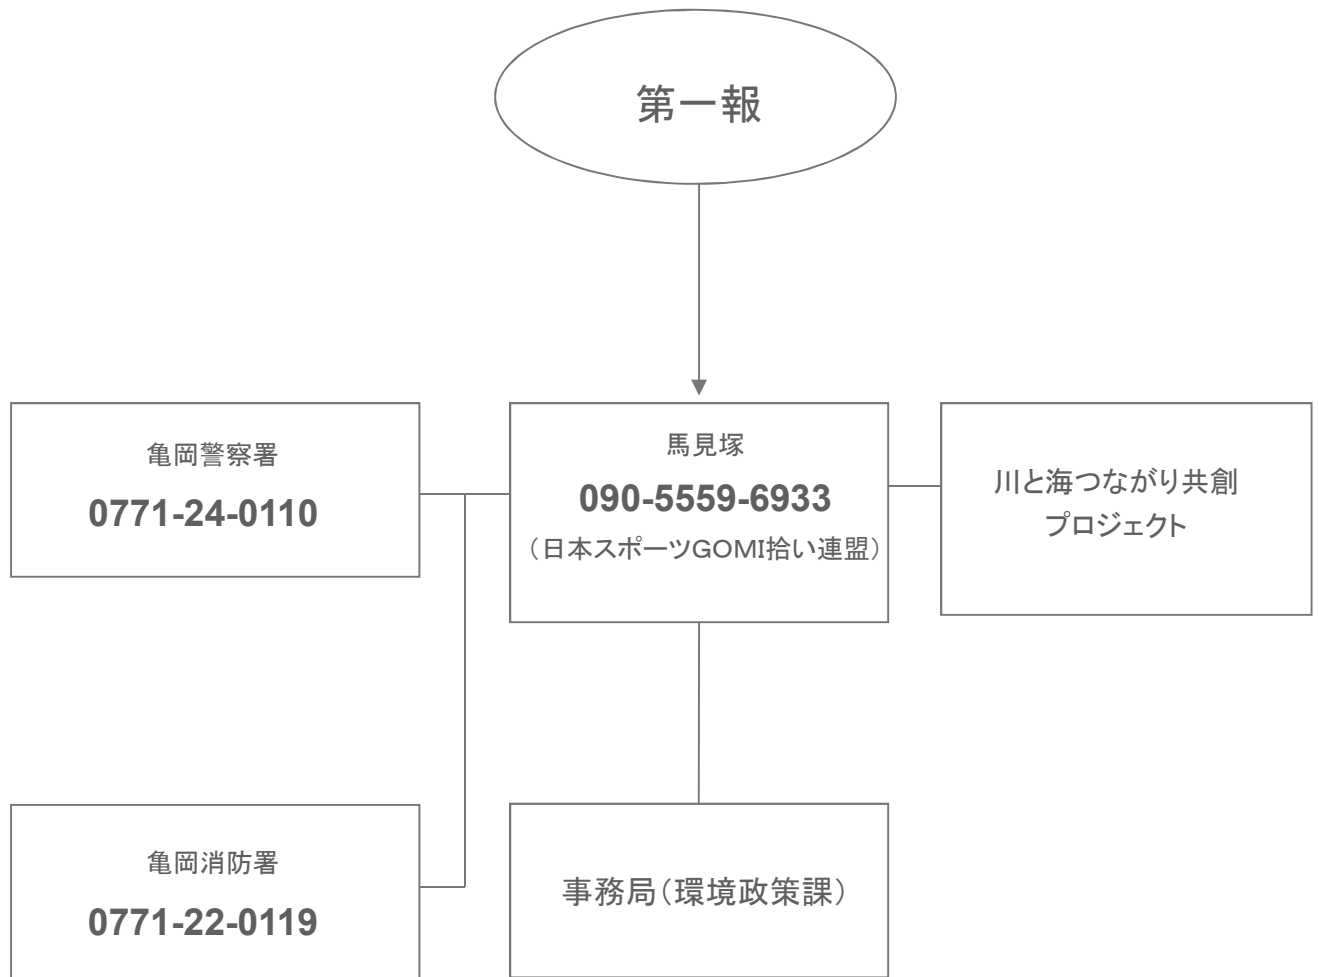 第一報
亀岡警察署
0771-24-0110
馬見塚
090-5559-6933
（日本スポーツGOMI拾い連盟）
川と海つながり共創
プロジェクト
亀岡消防署
0771-22-0119
事務局（環境政策課）